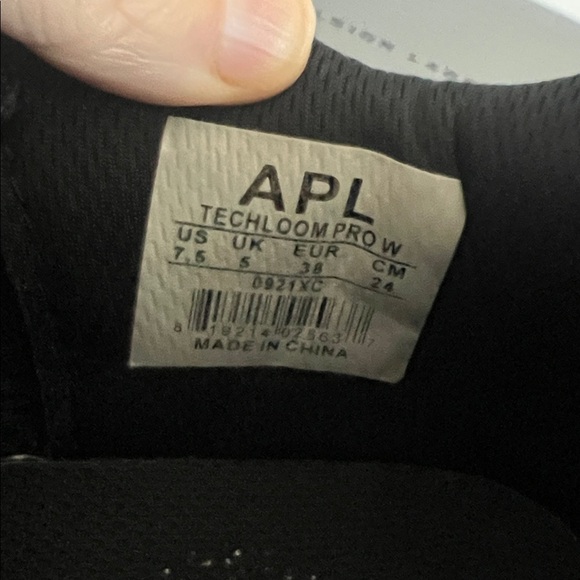 APL
TECHLOOM PRO W
US UK EUR CM
7.5 5 38 24
0921XC
MADE IN CHINA